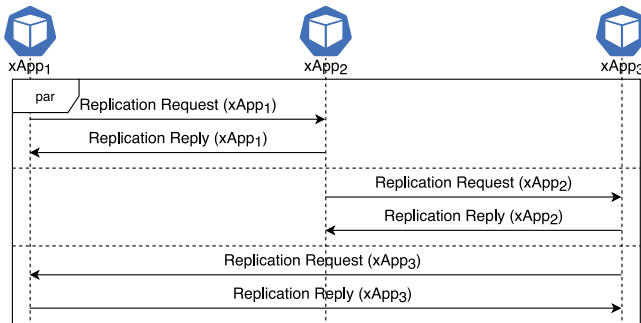 xApp₁ xApp₂ xApp₃
par
Replication Request (xApp₁)
Replication Reply (xApp₁)
Replication Request (xApp₂)
Replication Reply (xApp₂)
Replication Request (xApp₃)
Replication Reply (xApp₃)